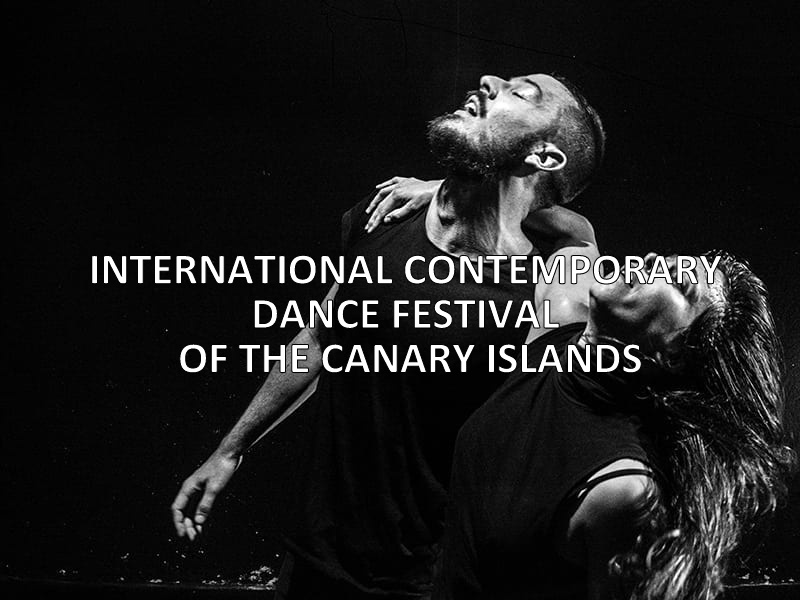 INTERNATIONAL CONTEMPORARY
DANCE FESTIVAL
OF THE CANARY ISLANDS